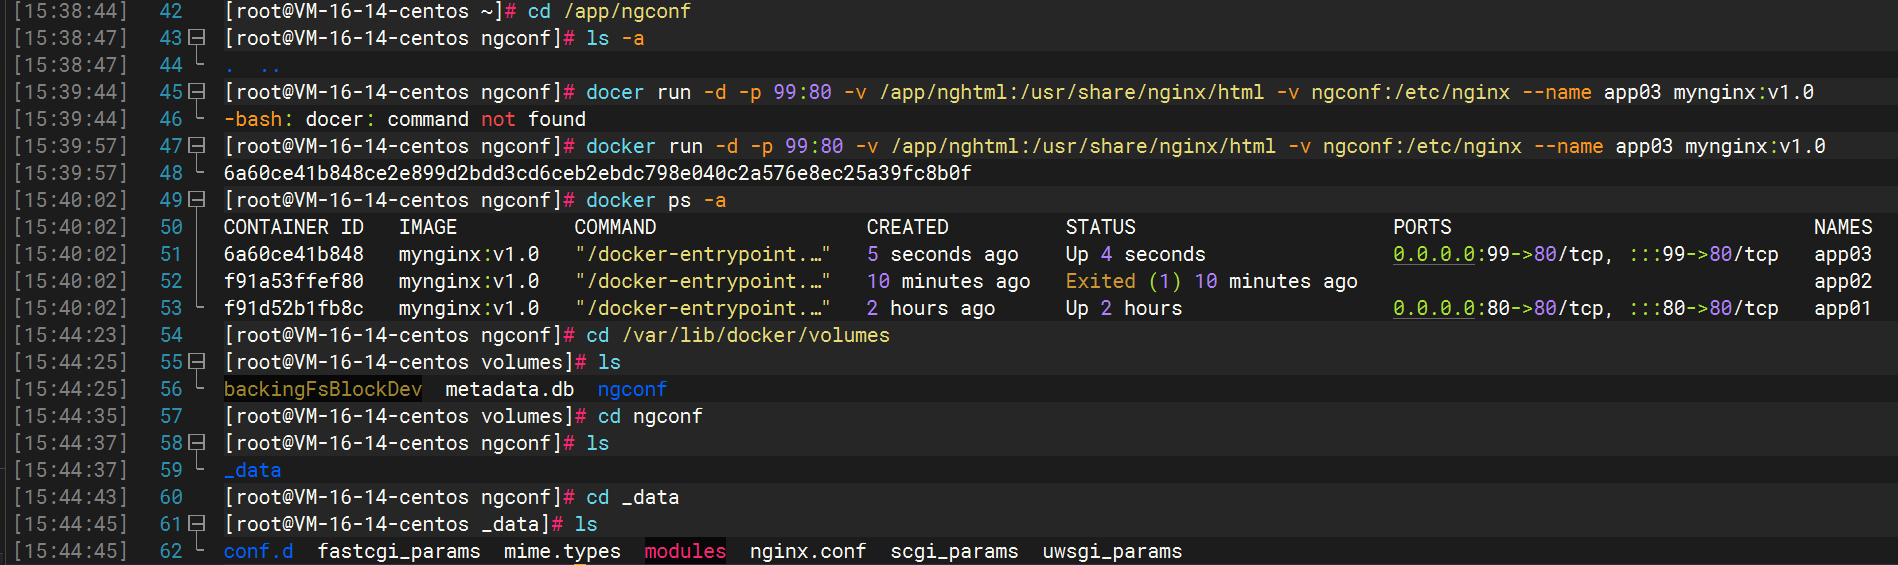 [15:38:44] 42 [root@VM-16-14-centos ~]# cd /app/ngconf
[15:38:47] 43 [root@VM-16-14-centos ngconf]# ls -a
[15:38:47] 44 . ..
[15:39:44] 45 [root@VM-16-14-centos ngconf]# docer run -d -p 99:80 -v /app/nghtml:/usr/share/nginx/html -v ngconf:/etc/nginx --name app03 mynginx:v1.0
[15:39:44] 46 -bash: docer: command not found
[15:39:57] 47 [root@VM-16-14-centos ngconf]# docker run -d -p 99:80 -v /app/nghtml:/usr/share/nginx/html -v ngconf:/etc/nginx --name app03 mynginx:v1.0
[15:39:57] 48 6a60ce41b848ce2e899d2bdd3cd6ceb2ebdc798e040c2a576e8ec25a39fc8b0f
[15:40:02] 49 [root@VM-16-14-centos ngconf]# docker ps -a
[15:40:02] 50 CONTAINER ID IMAGE COMMAND CREATED STATUS PORTS NAMES
[15:40:02] 51 6a60ce41b848 mynginx:v1.0 "/docker-entrypoint.…" 5 seconds ago Up 4 seconds 0.0.0.0:99->80/tcp, :::99->80/tcp app03
[15:40:02] 52 f91a53ffef80 mynginx:v1.0 "/docker-entrypoint.…" 10 minutes ago Exited (1) 10 minutes ago app02
[15:40:02] 53 f91d52b1fb8c mynginx:v1.0 "/docker-entrypoint.…" 2 hours ago Up 2 hours 0.0.0.0:80->80/tcp, :::80->80/tcp app01
[15:44:23] 54 [root@VM-16-14-centos ngconf]# cd /var/lib/docker/volumes
[15:44:25] 55 [root@VM-16-14-centos volumes]# ls
[15:44:25] 56 backingFsBlockDev metadata.db ngconf
[15:44:35] 57 [root@VM-16-14-centos volumes]# cd ngconf
[15:44:37] 58 [root@VM-16-14-centos ngconf]# ls
[15:44:37] 59 _data
[15:44:43] 60 [root@VM-16-14-centos ngconf]# cd _data
[15:44:45] 61 [root@VM-16-14-centos _data]# ls
[15:44:45] 62 conf.d fastcgi_params mime.types modules nginx.conf scgi_params uwsgi_params